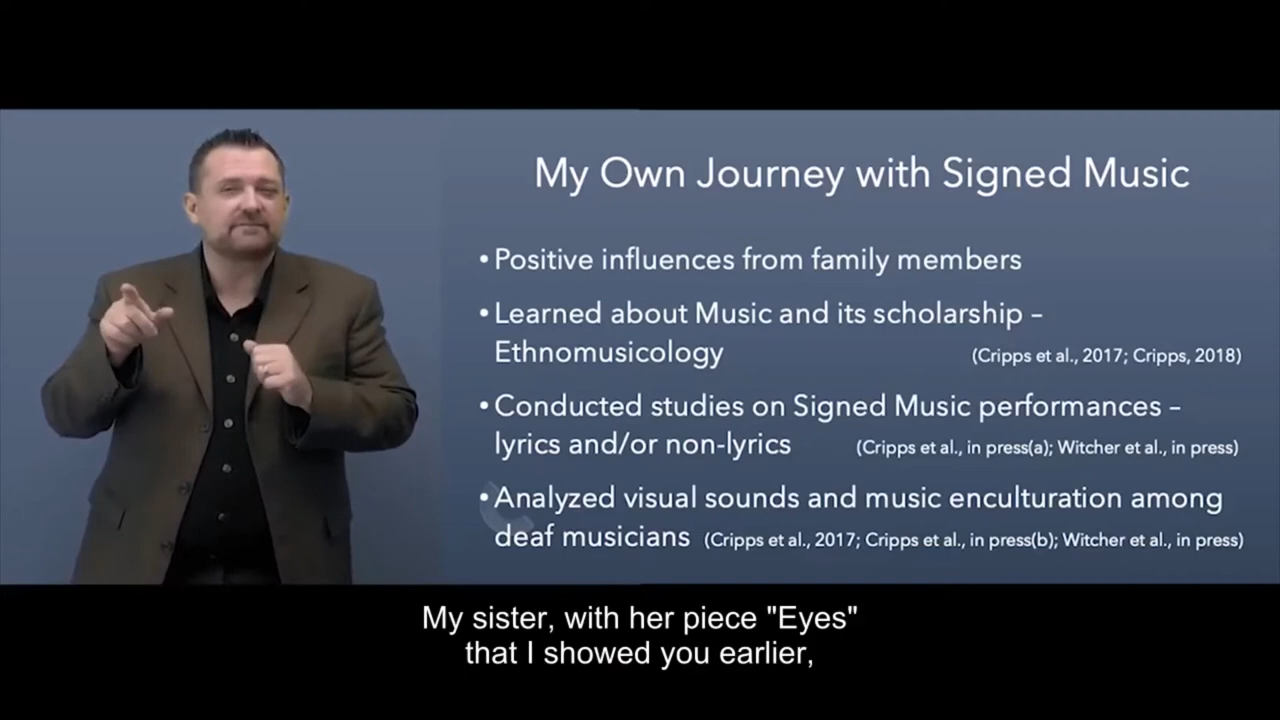 My Own Journey with Signed Music
• Positive influences from family members
• Learned about Music and its scholarship –
Ethnomusicology (Cripps et al., 2017; Cripps, 2018)
• Conducted studies on Signed Music performances –
lyrics and/or non-lyrics (Cripps et al., in press(a); Witcher et al., in press)
• Analyzed visual sounds and music enculturation among
deaf musicians (Cripps et al., 2017; Cripps et al., in press(b); Witcher et al., in press)
My sister, with her piece "Eyes"
that I showed you earlier,